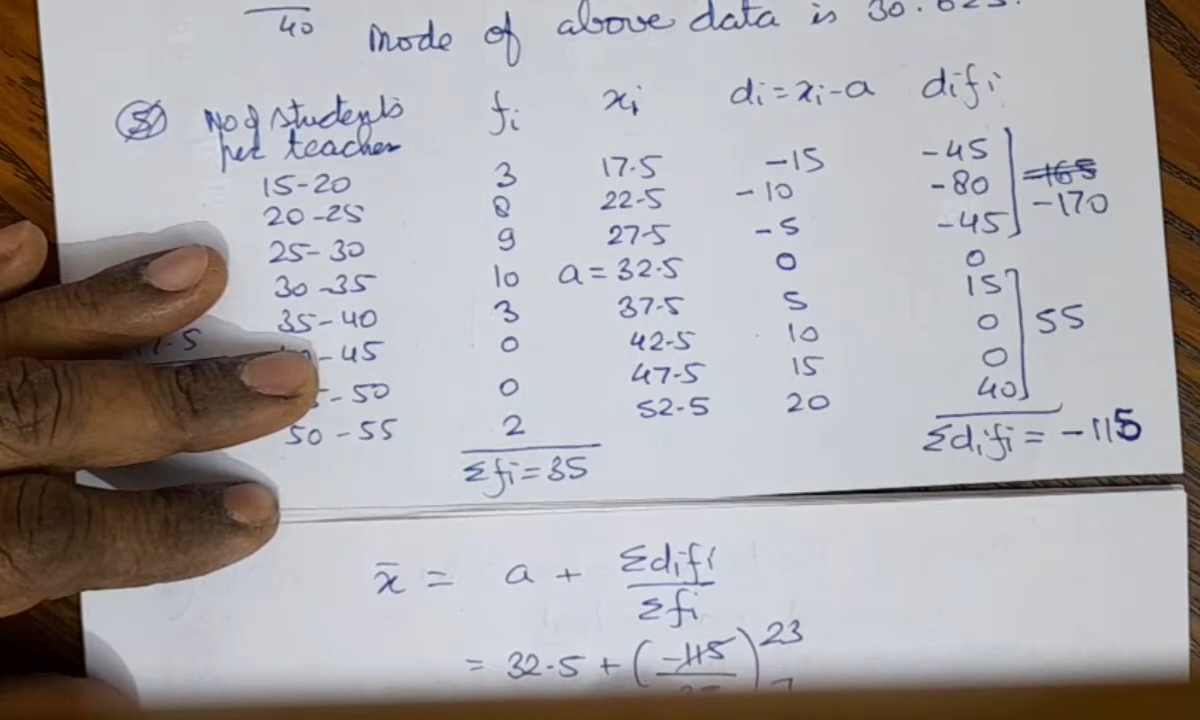 40 Mode of above data is 30.625.
(5) No of students per teacher fi xi di=xi-a difi
15-20 3 17.5 -15 -45
20-25 8 22.5 -10 -80 -165 -170
25-30 9 27.5 -5 -45
30-35 10 a=32.5 0 0
35-40 3 37.5 5 15
-45 0 42.5 10 0 55
-50 0 47.5 15 0
50-55 2 52.5 20 40
Σfi=35 Σdifi=-115
x̄ = a + Σdifi/Σfi
= 32.5 + (-115/35) 23